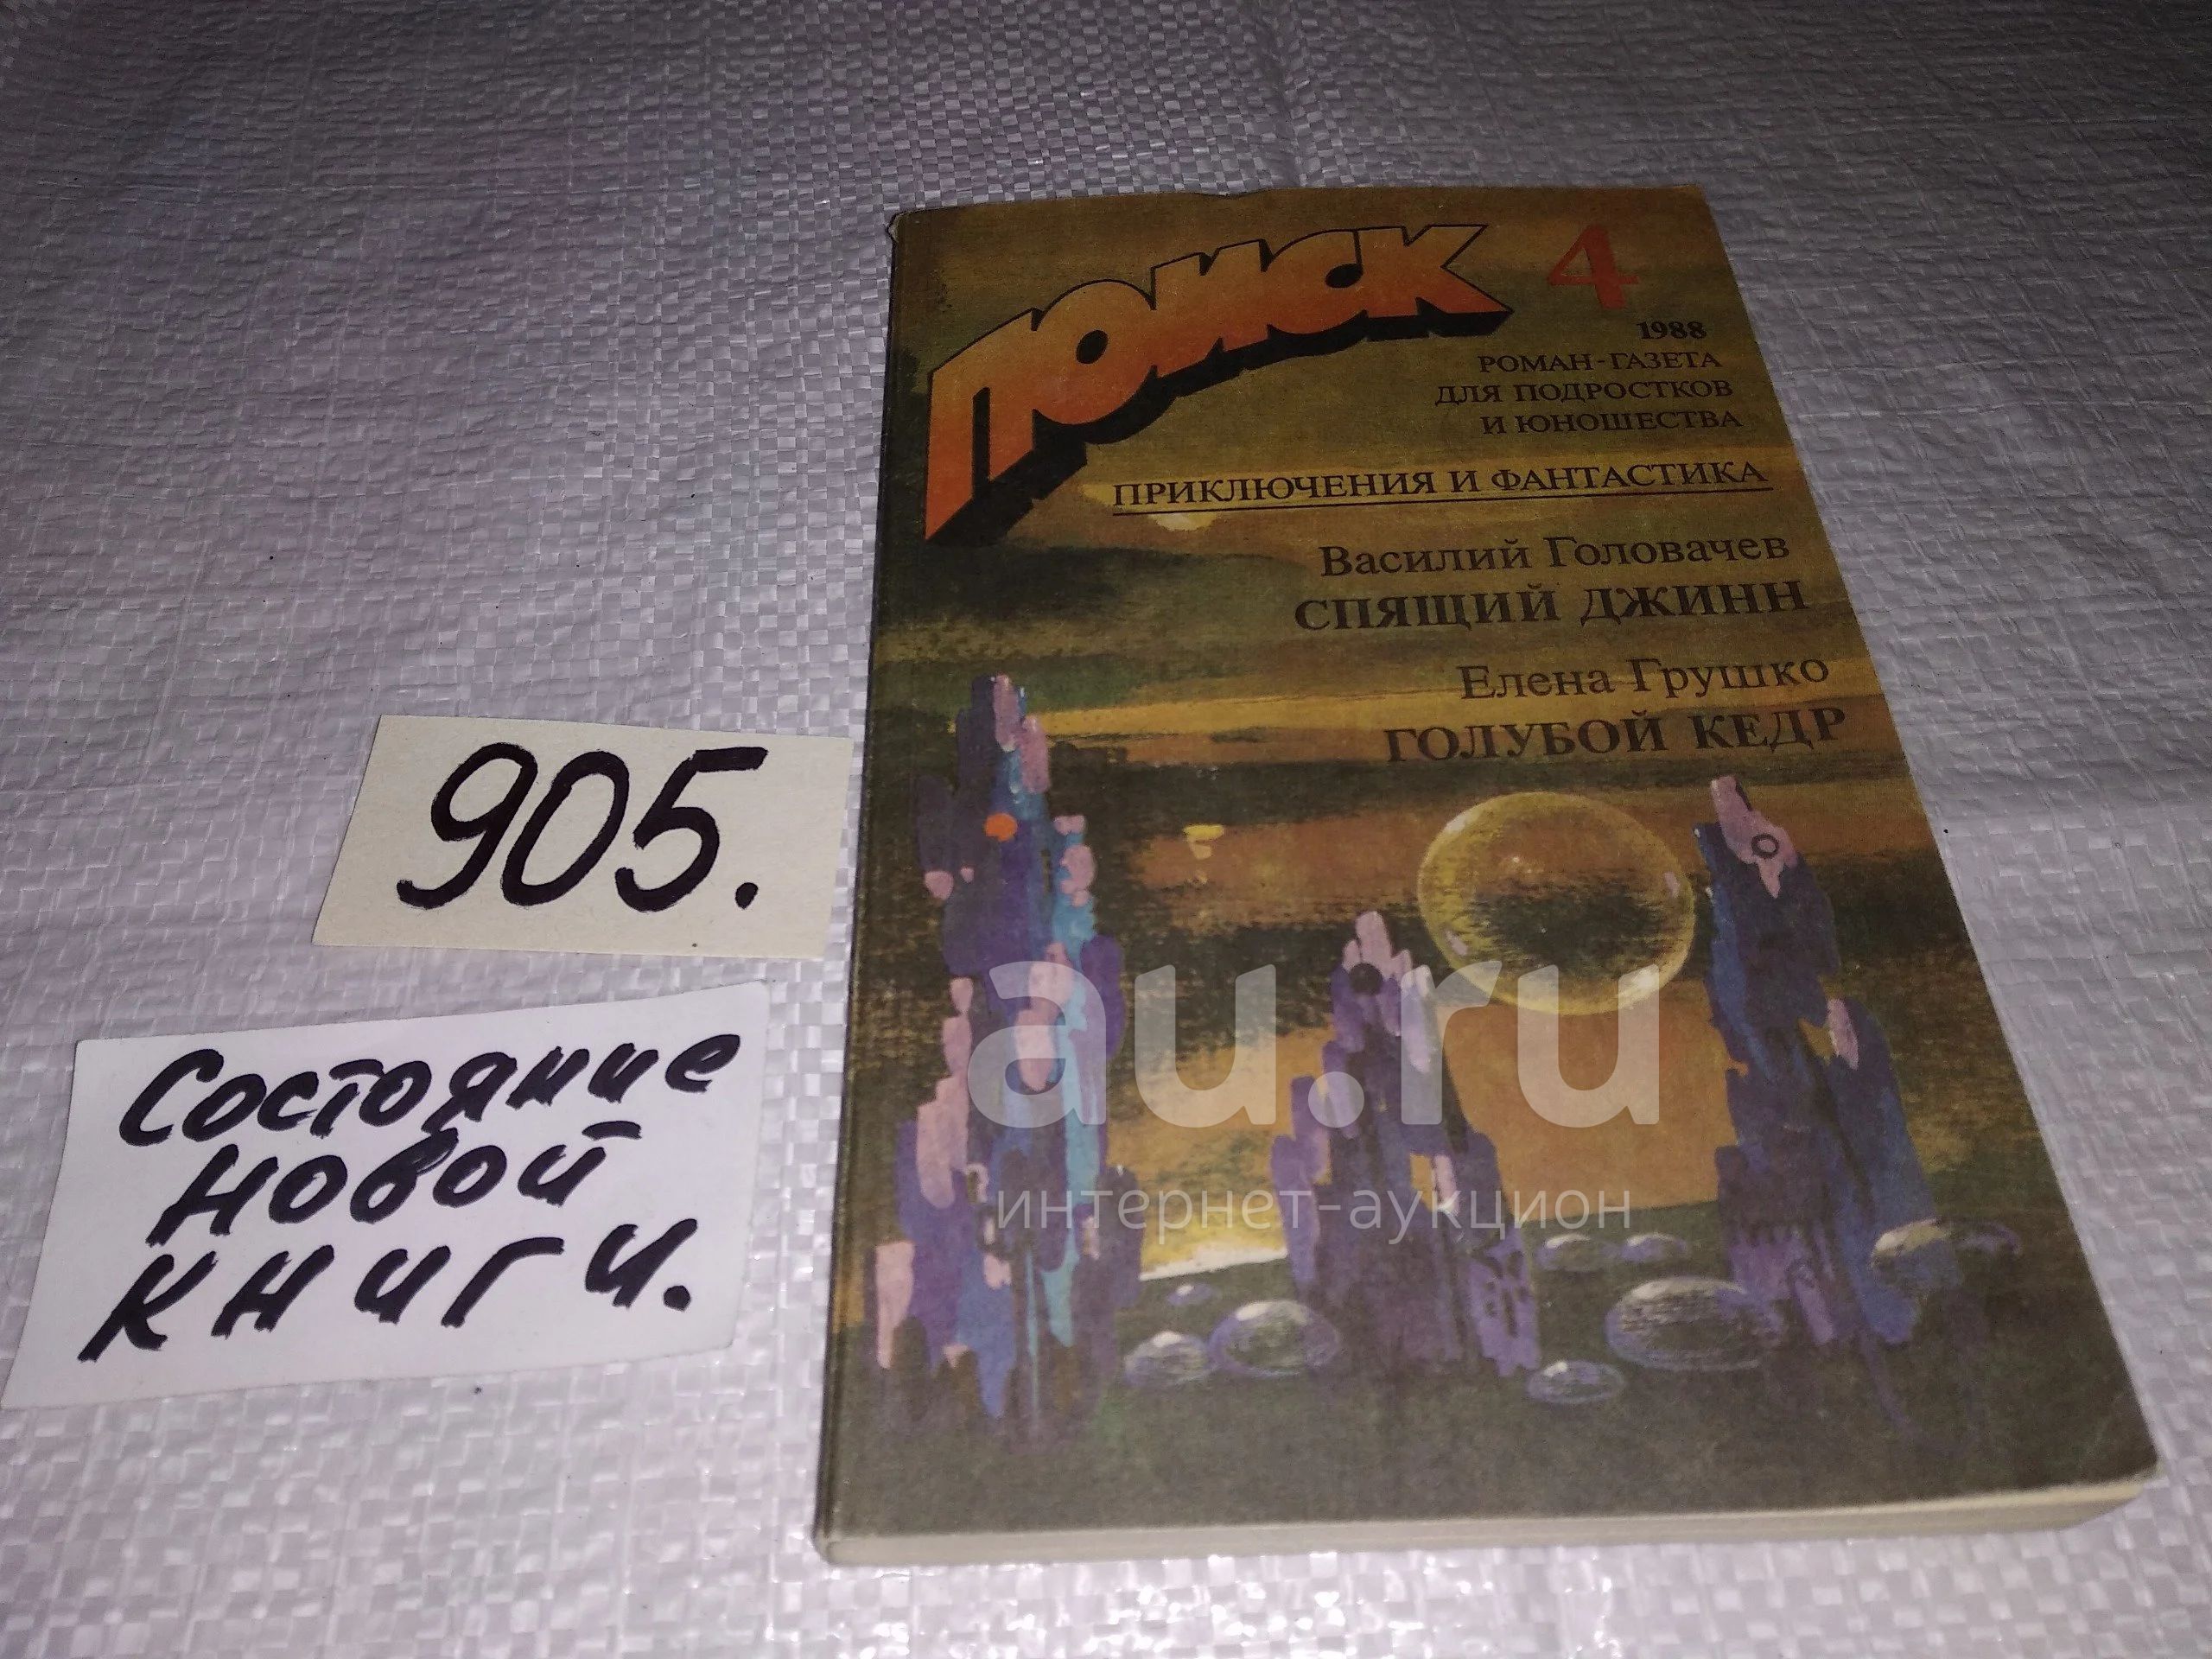 ПОИСК 4
1988
РОМАН-ГАЗЕТА
ДЛЯ ПОДРОСТКОВ
И ЮНОШЕСТВА
ПРИКЛЮЧЕНИЯ И ФАНТАСТИКА
Василий Головачев
СПЯЩИЙ ДЖИНН
Елена Грушко
ГОЛУБОЙ КЕДР
905.
Состояние
новой
книги.
au.ru
интернет-аукцион